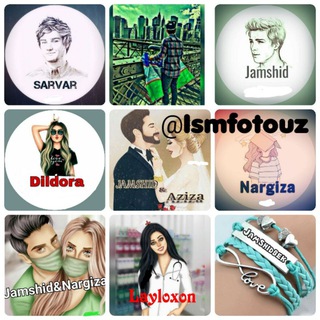 SARVAR
Jamshid
@Ismfotouz
Dildora
JAMSHID
Aziza
Nargiza
Jamshid&Nargiza
Layloxon
JAMSHIDBEK
Love